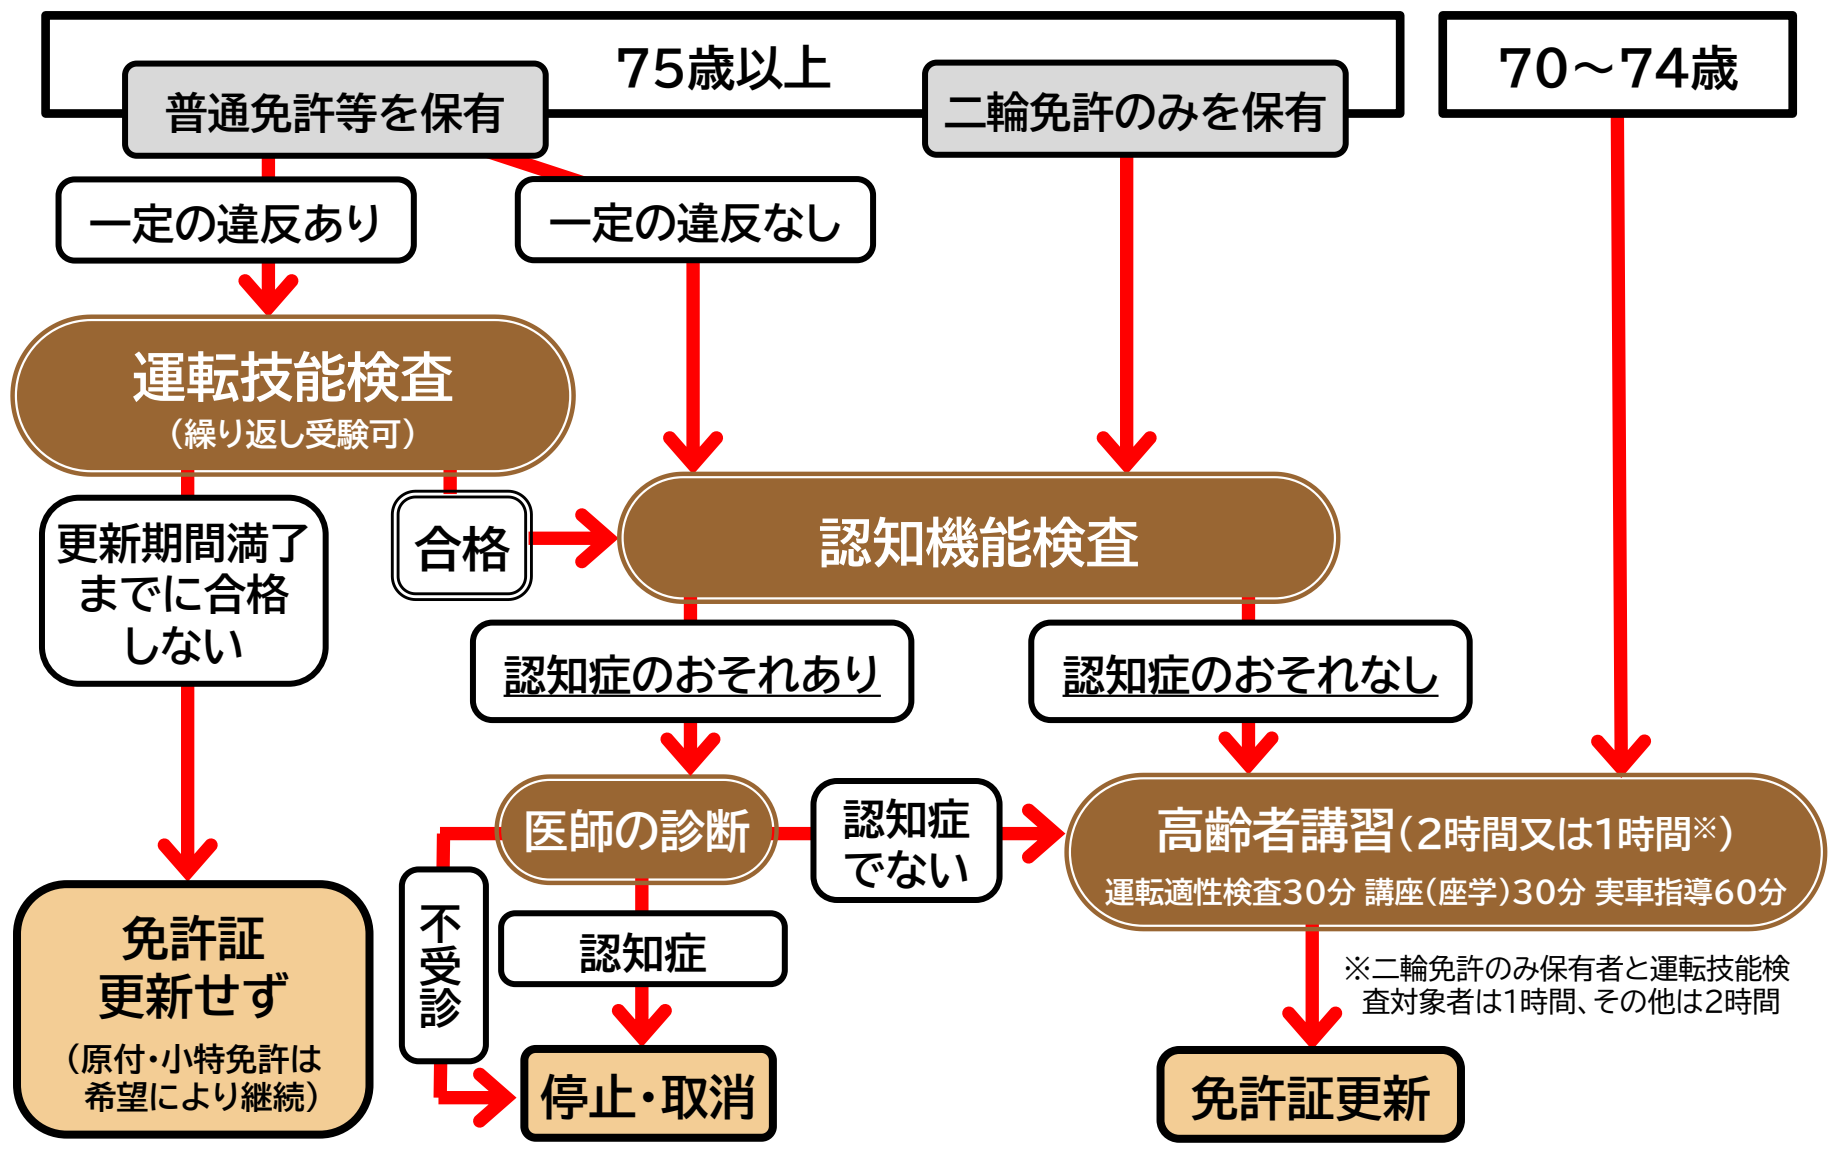 75歳以上
70～74歳
普通免許等を保有
二輪免許のみを保有
一定の違反あり
一定の違反なし
運転技能検査
（繰り返し受験可）
更新期間満了
までに合格
しない
合格
認知機能検査
認知症のおそれあり
認知症のおそれなし
医師の診断
認知症
でない
高齢者講習（2時間又は1時間※）
運転適性検査30分 講座（座学）30分 実車指導60分
不受診
認知症
※二輪免許のみ保有者と運転技能検
査対象者は1時間、その他は2時間
免許証
更新せず
（原付・小特免許は
希望により継続）
停止・取消
免許証更新